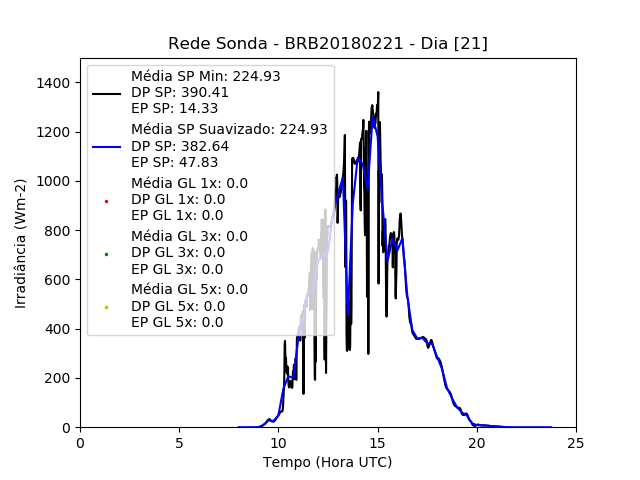 Rede Sonda - BRB20180221 - Dia [21]
Média SP Min: 224.93
DP SP: 390.41
EP SP: 14.33
Média SP Suavizado: 224.93
DP SP: 382.64
EP SP: 47.83
Média GL 1x: 0.0
DP GL 1x: 0.0
EP GL 1x: 0.0
Média GL 3x: 0.0
DP GL 3x: 0.0
EP GL 3x: 0.0
Média GL 5x: 0.0
DP GL 5x: 0.0
EP GL 5x: 0.0
Irradiância (Wm-2)
1400
1200
1000
800
600
400
200
0
0 5 10 15 20 25
Tempo (Hora UTC)